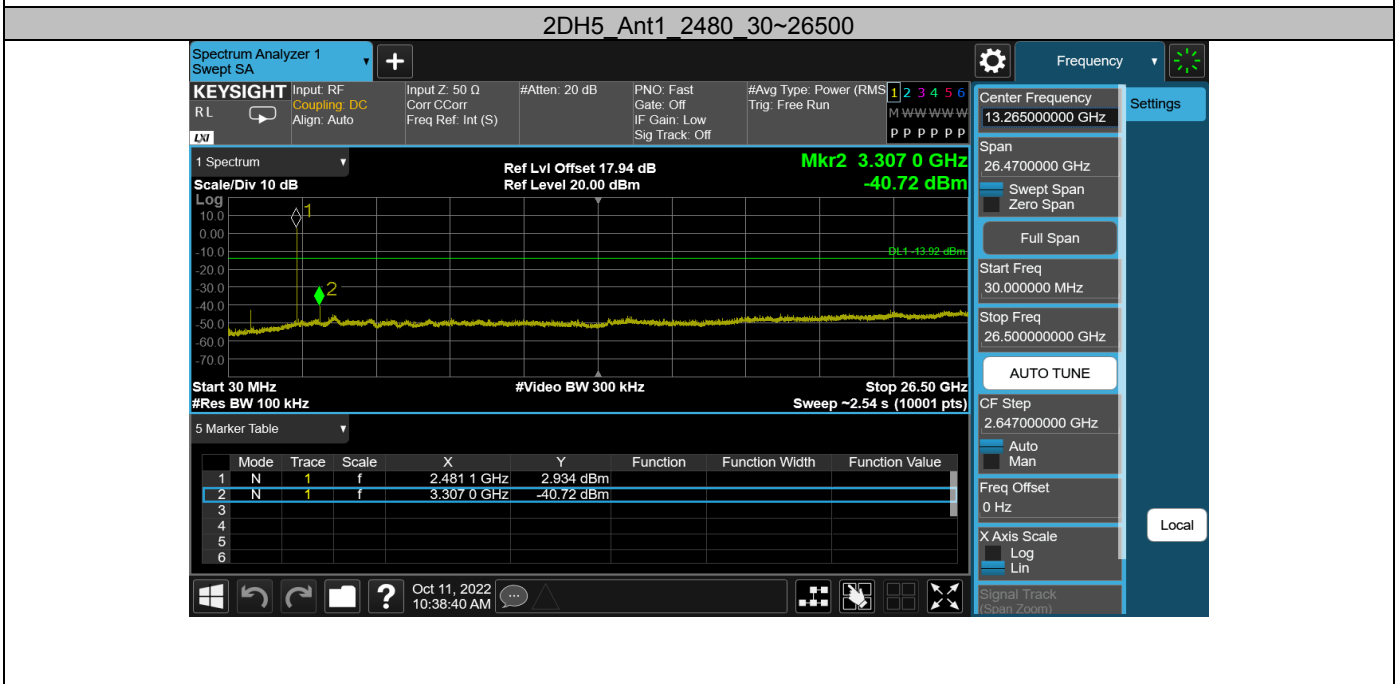 2DH5_Ant1_2480_30~26500
Spectrum Analyzer 1
Swept SA
Frequency
KEYSIGHT
RL
LXI
Input: RF
Coupling: DC
Align: Auto
Input Z: 50 Ω
Corr CCorr
Freq Ref: Int (S)
#Atten: 20 dB
PNO: Fast
Gate: Off
IF Gain: Low
Sig Track: Off
#Avg Type: Power (RMS
Trig: Free Run
1 2 3 4 5 6
M W W W W W
P P P P P P
1 Spectrum
Ref Lvl Offset 17.94 dB
Mkr2 3.307 0 GHz
Scale/Div 10 dB
Ref Level 20.00 dBm
-40.72 dBm
Log
10.0
0.00
-10.0
-20.0
-30.0
-40.0
-50.0
-60.0
-70.0
1
2
DL1 -13.92 dBm
Start 30 MHz
#Video BW 300 kHz
Stop 26.50 GHz
#Res BW 100 kHz
Sweep ~2.54 s (10001 pts)
5 Marker Table
Mode Trace Scale X Y Function Function Width Function Value
1 N 1 f 2.481 1 GHz 2.934 dBm
2 N 1 f 3.307 0 GHz -40.72 dBm
3
4
5
6
?
Oct 11, 2022
10:38:40 AM
Center Frequency
13.265000000 GHz
Span
26.4700000 GHz
Swept Span
Zero Span
Full Span
Start Freq
30.000000 MHz
Stop Freq
26.500000000 GHz
AUTO TUNE
CF Step
2.647000000 GHz
Auto
Man
Freq Offset
0 Hz
X Axis Scale
Log
Lin
Signal Track
(Span Zoom)
Settings
Local